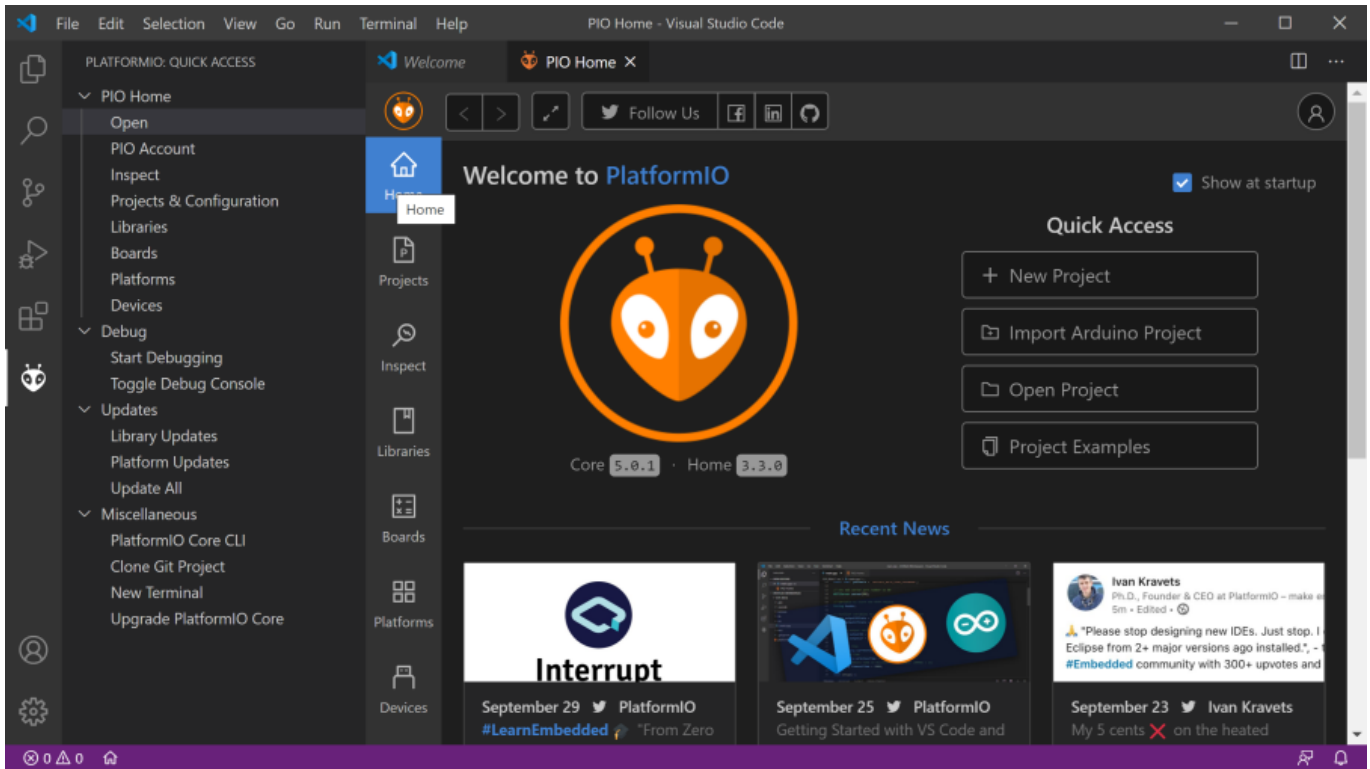 File Edit Selection View Go Run Terminal Help PIO Home - Visual Studio Code
PLATFORMIO: QUICK ACCESS
PIO Home
Open
PIO Account
Inspect
Projects & Configuration
Libraries
Boards
Platforms
Devices
Debug
Start Debugging
Toggle Debug Console
Updates
Library Updates
Platform Updates
Update All
Miscellaneous
PlatformIO Core CLI
Clone Git Project
New Terminal
Upgrade PlatformIO Core
Welcome PIO Home
Follow Us
Home
Projects
Inspect
Libraries
Boards
Platforms
Devices
Welcome to PlatformIO
Show at startup
Core 5.0.1 · Home 3.3.0
Quick Access
New Project
Import Arduino Project
Open Project
Project Examples
Recent News
Interrupt
September 29 PlatformIO
#LearnEmbedded "From Zero
September 25 PlatformIO
Getting Started with VS Code and
Ivan Kravets
Ph.D., Founder & CEO at PlatformIO – make
5m • Edited •
"Please stop designing new IDEs. Just stop. I
Eclipse from 2+ major versions ago installed.", -
#Embedded community with 300+ upvotes and
September 23 Ivan Kravets
My 5 cents on the heated
0 0